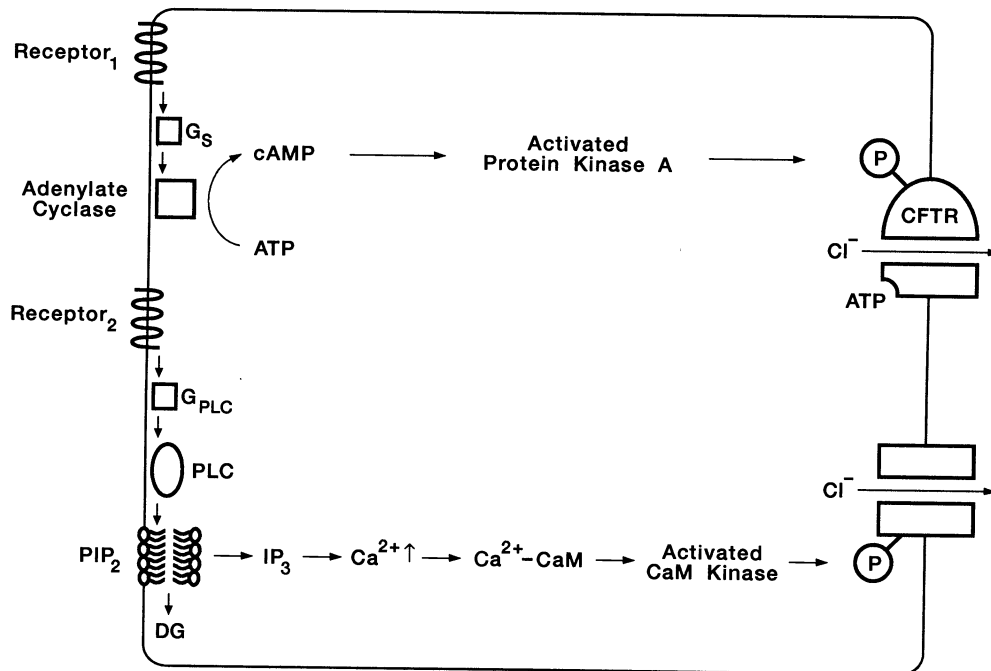 Receptor1
GS
Adenylate
Cyclase
cAMP
ATP
Activated
Protein Kinase A
P
CFTR
Cl−
ATP
Receptor2
GPLC
PLC
Cl−
PIP2
IP3
Ca2+↑
Ca2+–CaM
Activated
CaM Kinase
P
DG